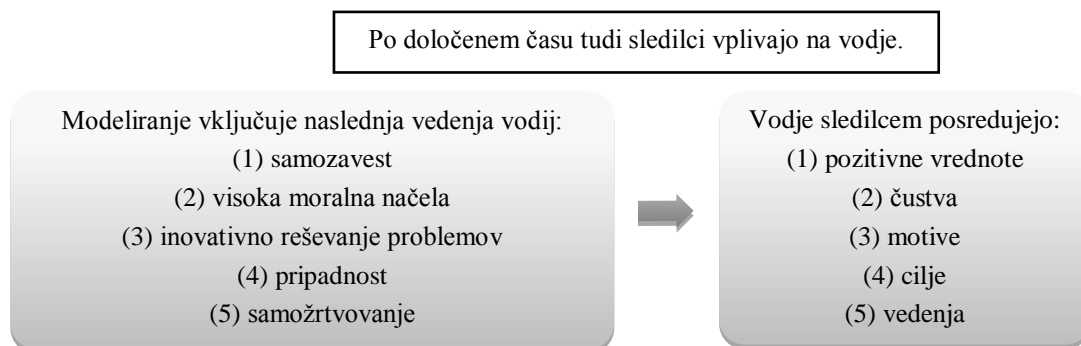 Po določenem času tudi sledilci vplivajo na vodje.
Modeliranje vključuje naslednja vedenja vodij:
(1) samozavest
(2) visoka moralna načela
(3) inovativno reševanje problemov
(4) pripadnost
(5) samožrtvovanje
Vodje sledilcem posredujejo:
(1) pozitivne vrednote
(2) čustva
(3) motive
(4) cilje
(5) vedenja